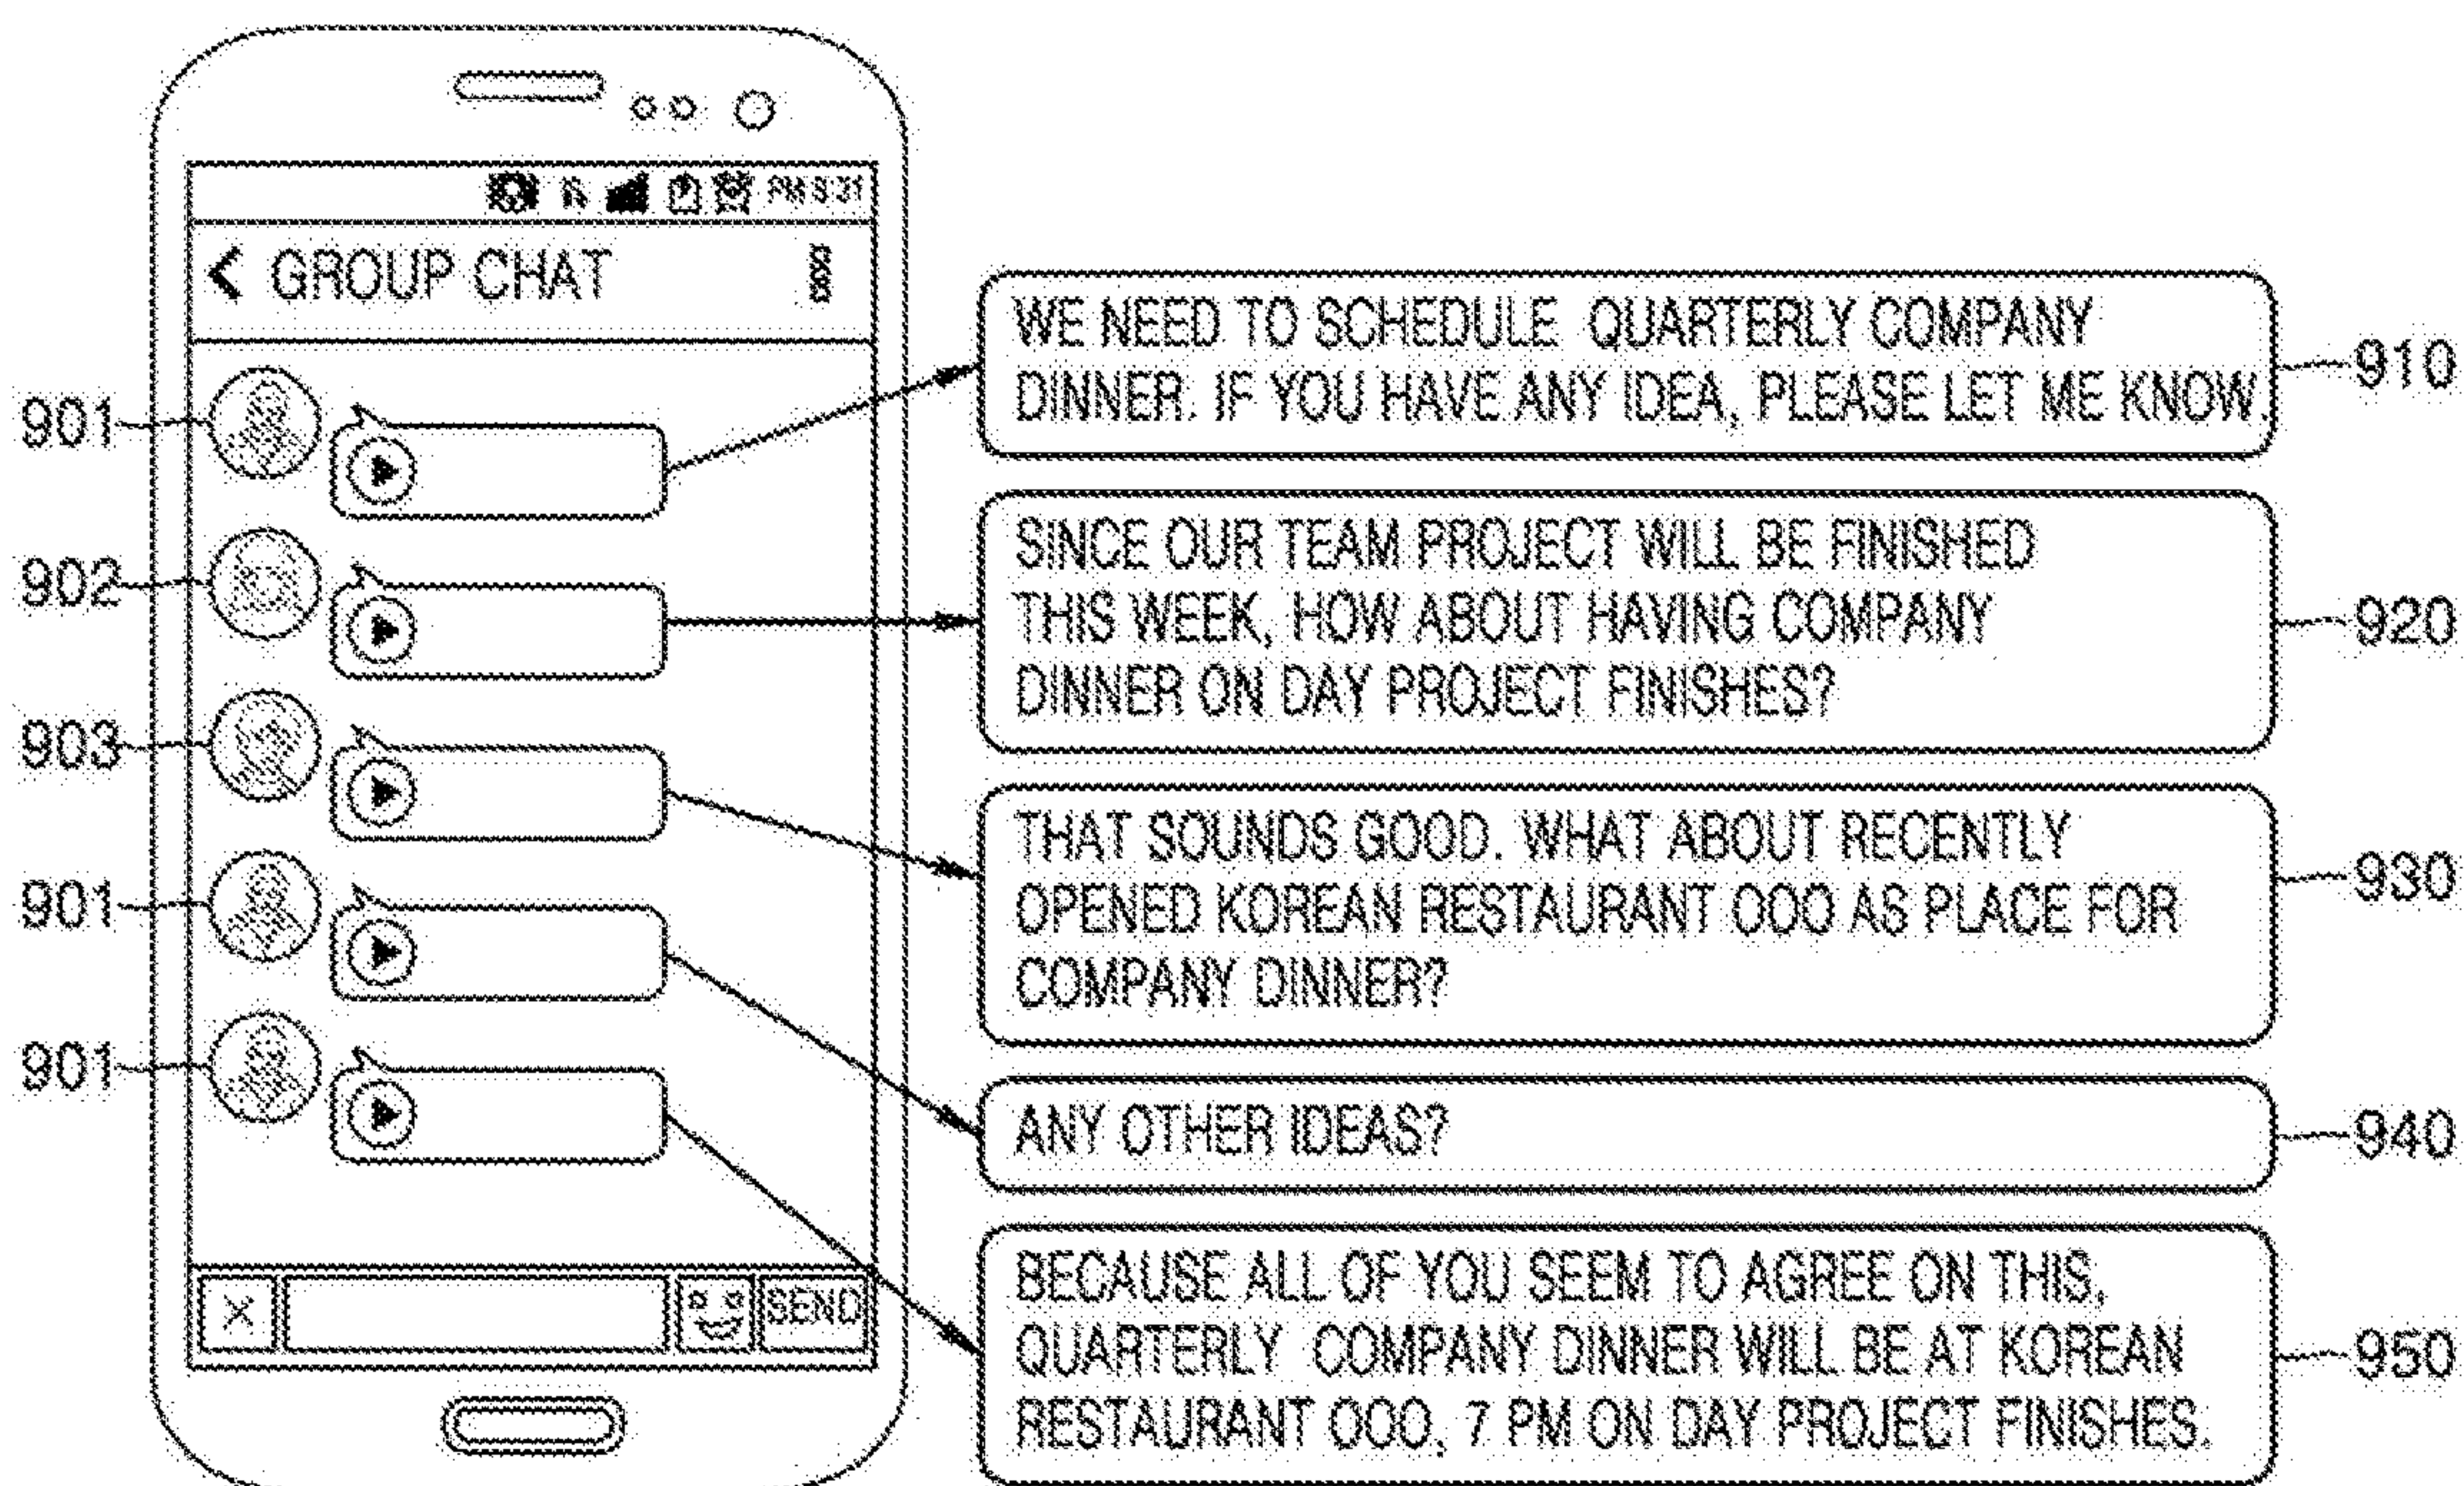 PM 8:31
< GROUP CHAT
901
902
903
901
901
SEND
WE NEED TO SCHEDULE QUARTERLY COMPANY
DINNER. IF YOU HAVE ANY IDEA, PLEASE LET ME KNOW.
910
SINCE OUR TEAM PROJECT WILL BE FINISHED
THIS WEEK, HOW ABOUT HAVING COMPANY
DINNER ON DAY PROJECT FINISHES?
920
THAT SOUNDS GOOD. WHAT ABOUT RECENTLY
OPENED KOREAN RESTAURANT OOO AS PLACE FOR
COMPANY DINNER?
930
ANY OTHER IDEAS?
940
BECAUSE ALL OF YOU SEEM TO AGREE ON THIS,
QUARTERLY COMPANY DINNER WILL BE AT KOREAN
RESTAURANT OOO, 7 PM ON DAY PROJECT FINISHES.
950